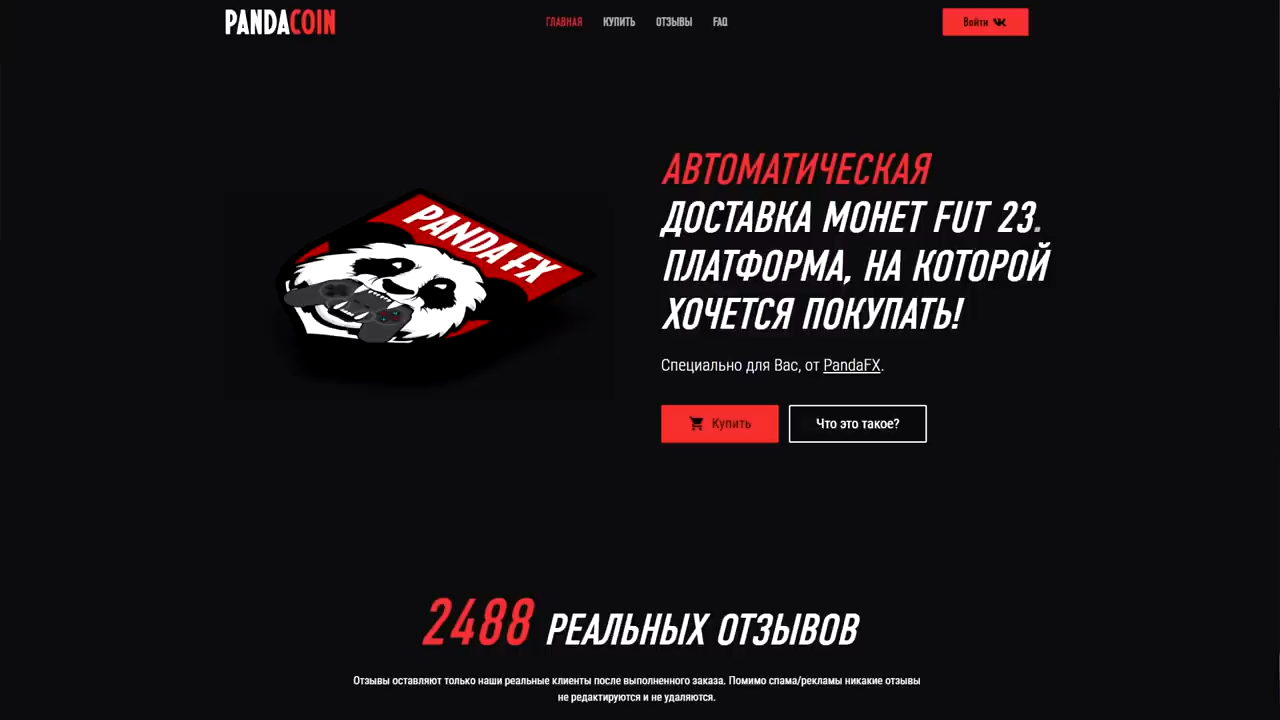 PANDACOIN
ГЛАВНАЯ КУПИТЬ ОТЗЫВЫ FAQ
Войти
PANDA FX
АВТОМАТИЧЕСКАЯ
ДОСТАВКА МОНЕТ FUT 23.
ПЛАТФОРМА, НА КОТОРОЙ
ХОЧЕТСЯ ПОКУПАТЬ!
Специально для Вас, от PandaFX.
Купить Что это такое?
2488 РЕАЛЬНЫХ ОТЗЫВОВ
Отзывы оставляют только наши реальные клиенты после выполненного заказа. Помимо спама/рекламы никакие отзывы
не редактируются и не удаляются.